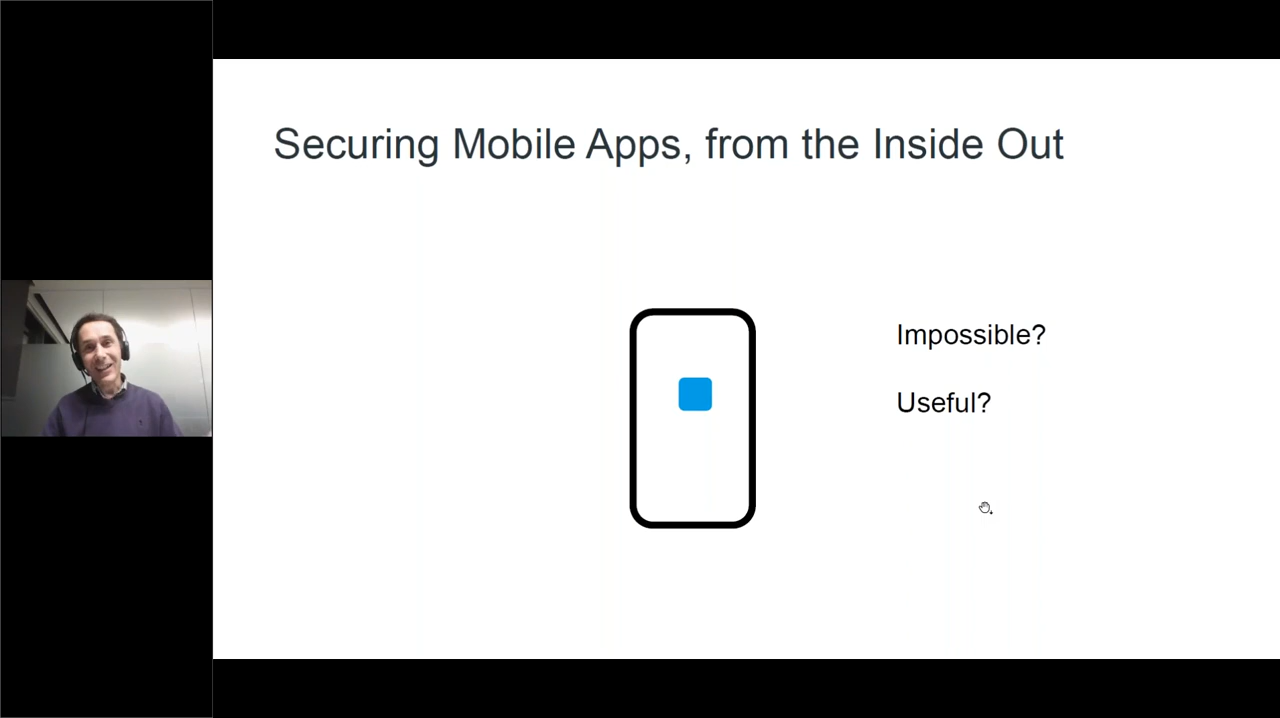 Securing Mobile Apps, from the Inside Out
Impossible?
Useful?